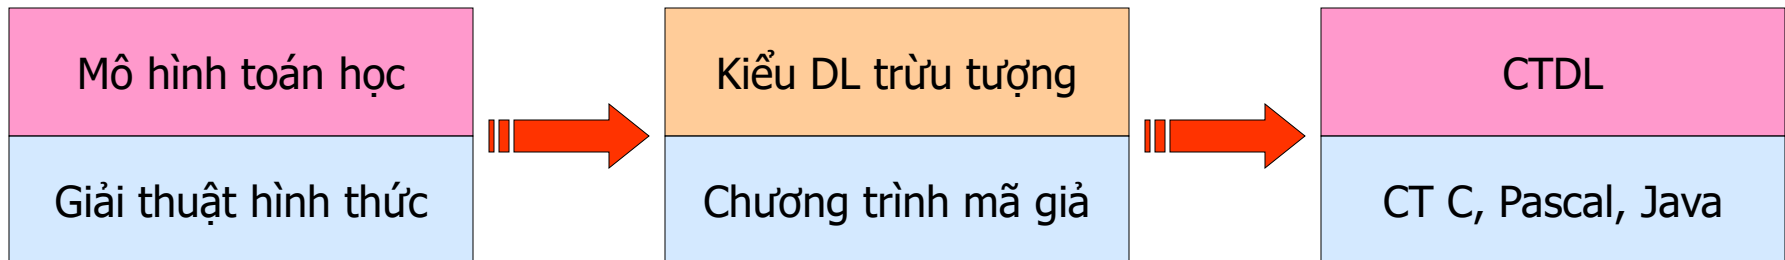 Mô hình toán học
Giải thuật hình thức
Kiểu DL trừu tượng
Chương trình mã giả
CTDL
CT C, Pascal, Java